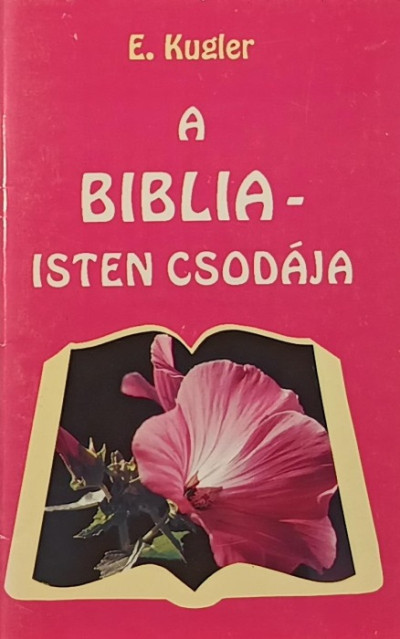 E. Kugler
A
BIBLIA -
ISTEN CSODÁJA